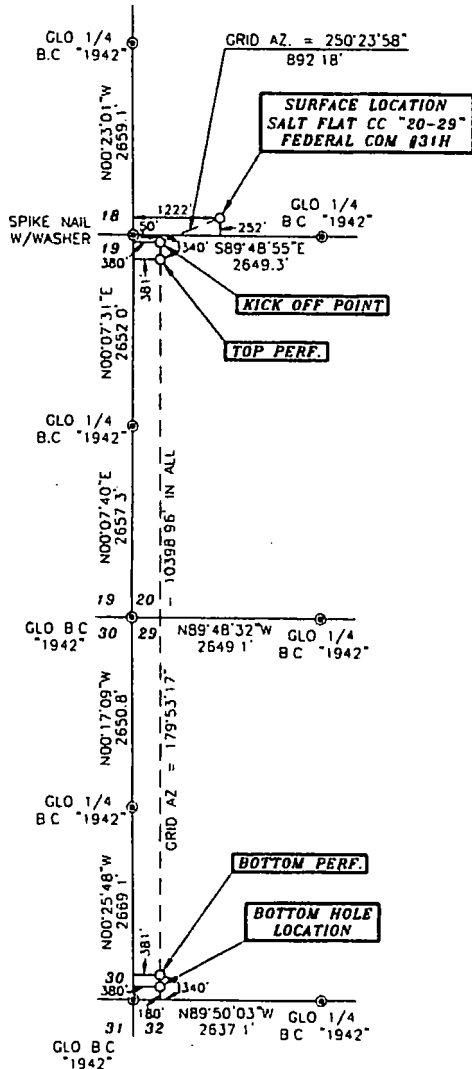 GLO 1/4
B.C "1942"
GRID AZ. = 250°23'58"
892 18'
N00°23'01"W
2659.1'
SURFACE LOCATION
SALT FLAT CC "20-29"
FEDERAL COM #31H
18
1222'
GLO 1/4
B C "1942"
SPIKE NAIL
W/WASHER
50'
252'
19
340'
S89°48'55"E
2649.3'
380'
381'
KICK OFF POINT
TOP PERF.
N00°07'31"E
2652.0'
GLO 1/4
B.C "1942"
N00°07'40"E
2657 3'
- 10398 96' IN ALL
19
20
GLO B C
"1942"
30
29
N89°48'32"W
2649 1'
GLO 1/4
B C "1942"
N00°17'09"W
2650.8'
GRID AZ = 179°53'17"
GLO 1/4
B C "1942"
N00°25'48"W
2669 1'
BOTTOM PERF.
BOTTOM HOLE
LOCATION
381'
30
380'
340'
180'
N89°50'03"W
2637 1'
GLO 1/4
B C "1942"
31
32
GLO B C
"1942"